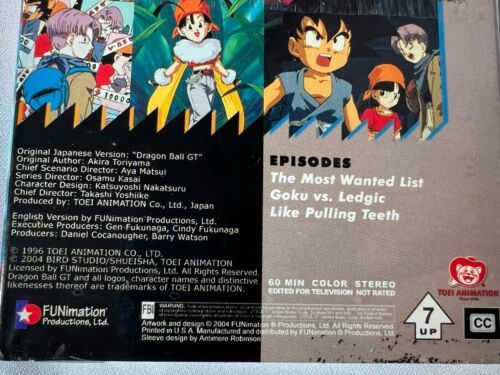 10000
Original Japanese Version: "Dragon Ball GT"
Original Author: Akira Toriyama
Chief Scenario Director: Aya Matsui
Series Director: Osamu Kasai
Character Design: Katsuyoshi Nakatsuru
Chief Director: Takashi Yoshiike
Produced by: TOEI ANIMATION Co., Ltd., Japan
English Version by FUNimation Productions, Ltd.
Executive Producers: Gen Fukunaga, Cindy Fukunaga
Producers: Daniel Cocanougher, Barry Watson
© 1996 TOEI ANIMATION CO., LTD.
© 2004 BIRD STUDIO/SHUEISHA, TOEI ANIMATION.
Licensed by FUNimation ® Productions, Ltd. All Rights Reserved.
Dragon Ball GT and all logos, character names and distinctive
likenesses thereof are trademarks of TOEI ANIMATION.
FUNimation ®
Productions, Ltd.
FBI
WARNING:
Artwork and design © 2004 FUNimation ® Productions, Ltd. All Rights Reserved.
Printed in U.S.A. Manufactured and distributed by FUNimation ® Productions, Ltd.
Sleeve design by Antimere Robinson
EPISODES
The Most Wanted List
Goku vs. Ledgic
Like Pulling Teeth
60 MIN COLOR STEREO
EDITED FOR TELEVISION NOT RATED
7
UP
TOEI ANIMATION
CC